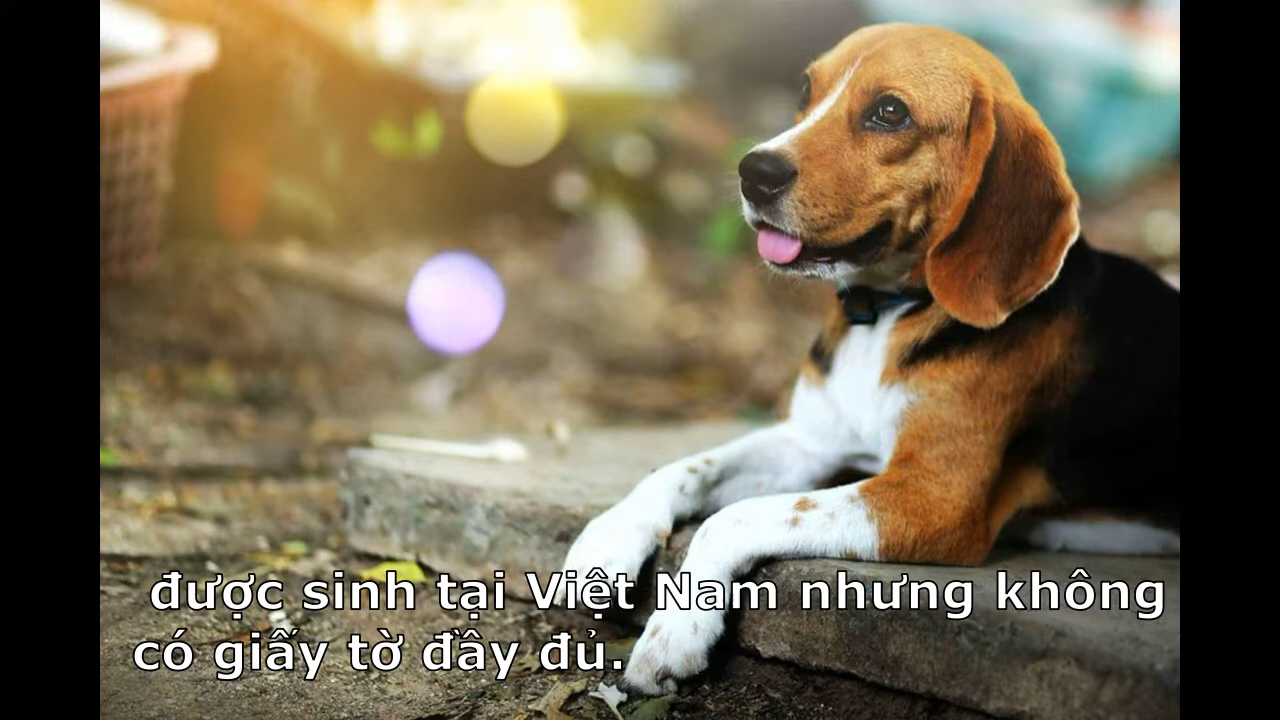 được sinh tại Việt Nam nhưng không
có giấy tờ đầy đủ.